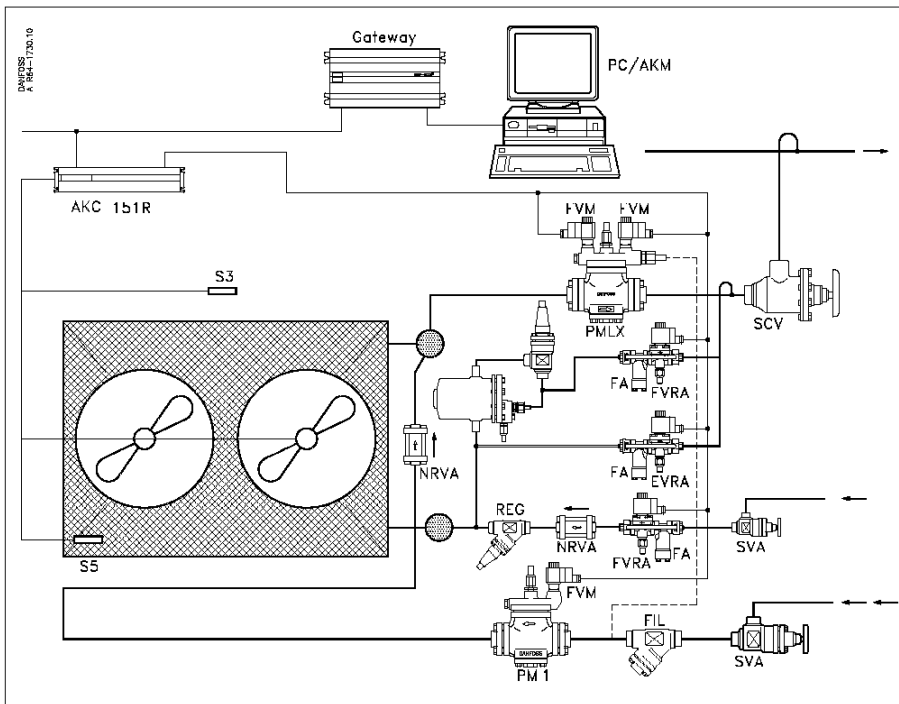 DANFOSS
A R64-1730.10
Gateway
PC/AKM
AKC 151R
FVM
FVM
S3
PMLX
SCV
FA
FVRA
NRVA
FA
EVRA
REG
NRVA
FVRA
FA
SVA
S5
FVM
FIL
DANFOSS
PM 1
SVA